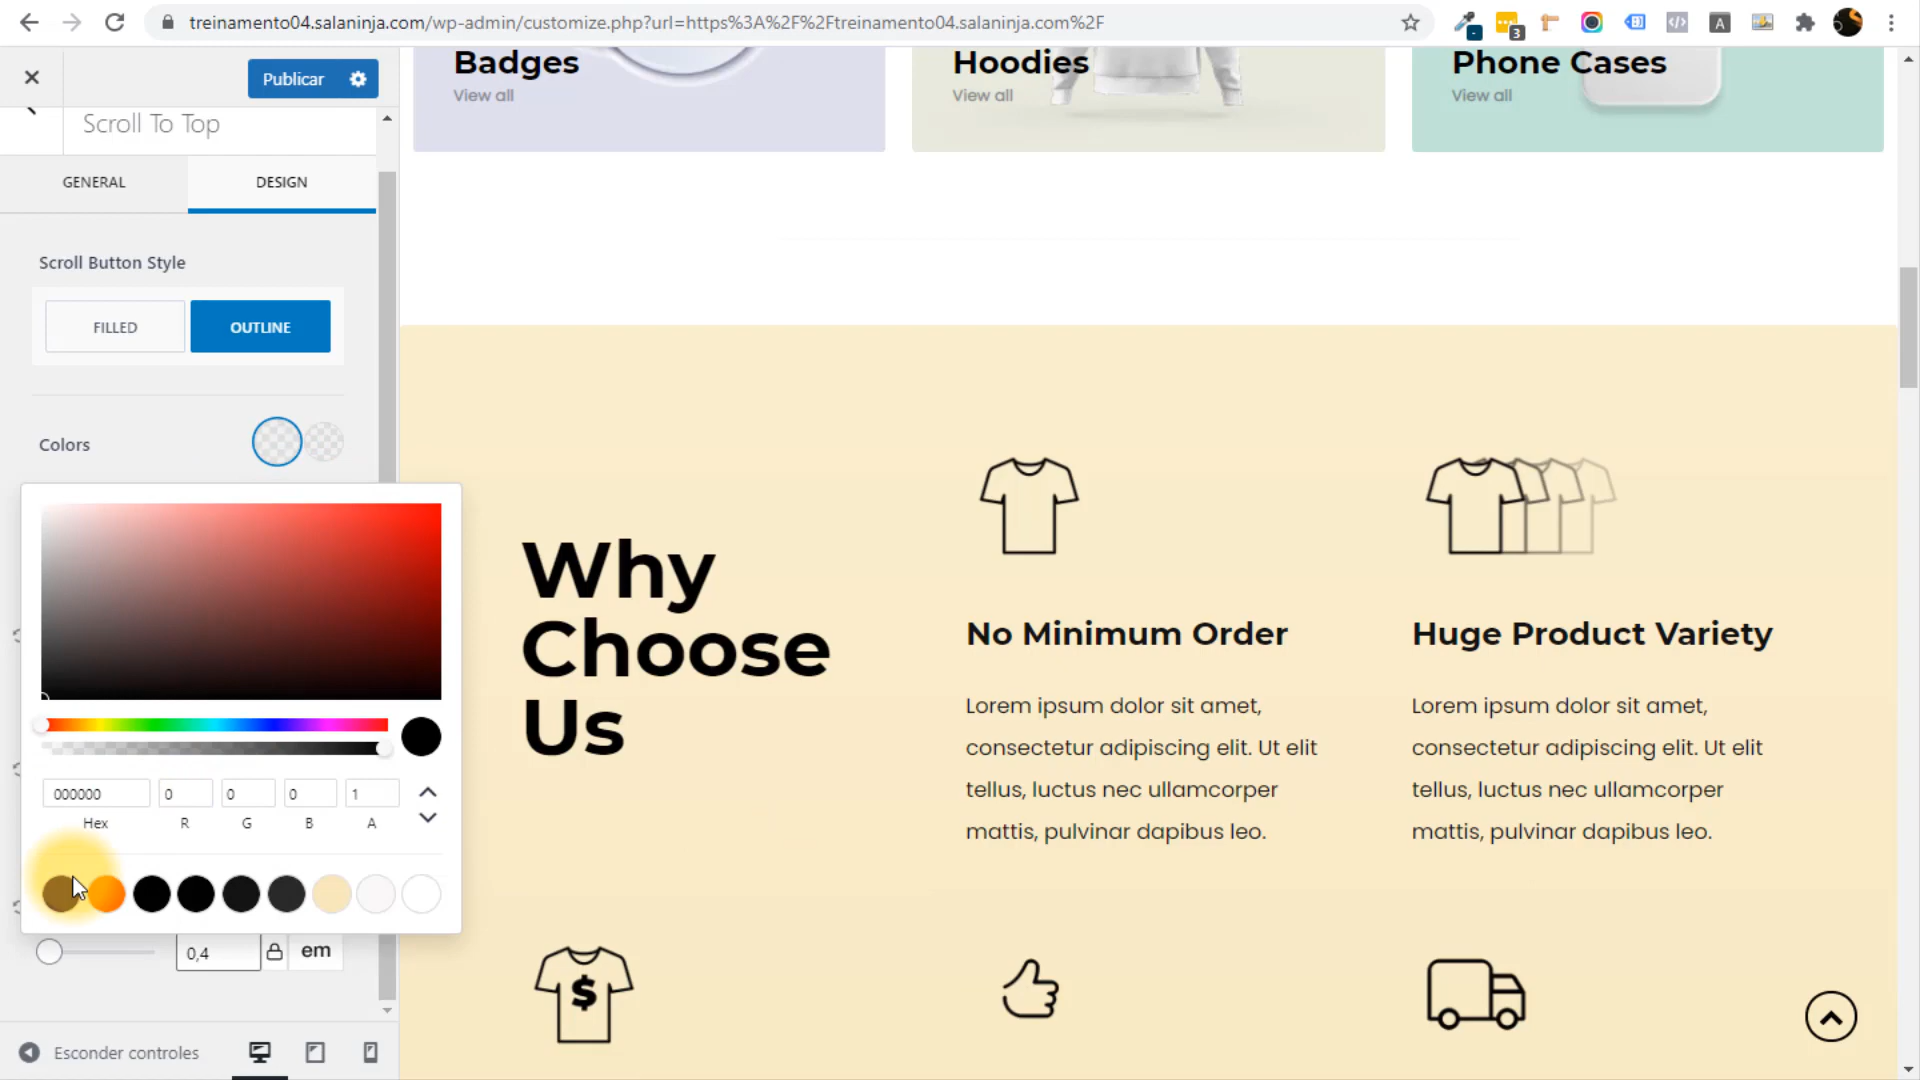 treinamento04.salaninja.com/wp-admin/customize.php?url=https%3A%2F%2Ftreinamento04.salaninja.com%2F
3
A
Publicar
Scroll To Top
GENERAL
DESIGN
Scroll Button Style
FILLED
OUTLINE
Colors
000000
0
0
0
1
Hex
R
G
B
A
0,4
em
Esconder controles
Badges
View all
Hoodies
View all
Phone Cases
View all
Why
Choose
Us
No Minimum Order
Lorem ipsum dolor sit amet,
consectetur adipiscing elit. Ut elit
tellus, luctus nec ullamcorper
mattis, pulvinar dapibus leo.
Huge Product Variety
Lorem ipsum dolor sit amet,
consectetur adipiscing elit. Ut elit
tellus, luctus nec ullamcorper
mattis, pulvinar dapibus leo.
$